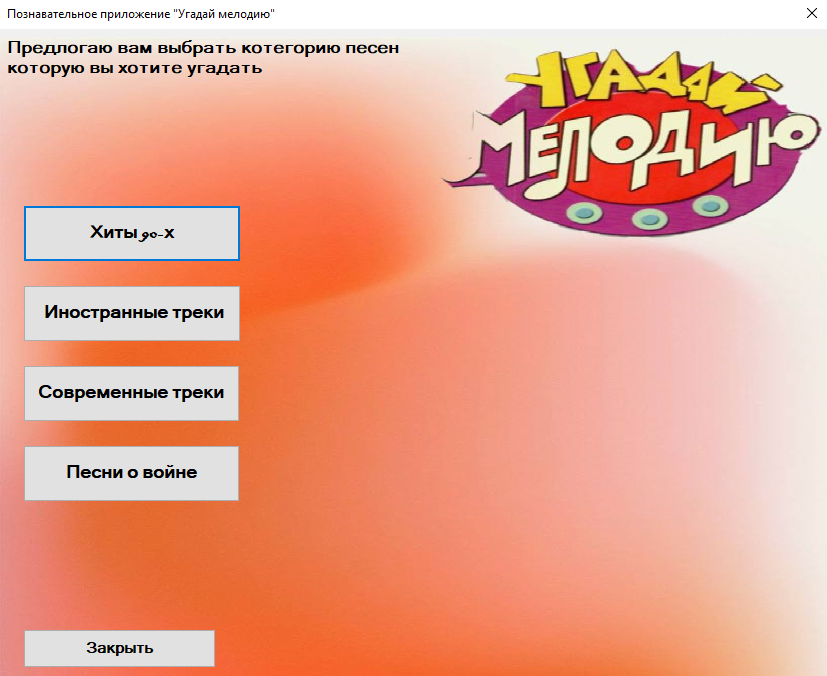 Познавательное приложение "Угадай мелодию"
Предлогаю вам выбрать котегорию песен
которую вы хотите угадать
УГАДАЙ
МЕЛОДИЮ
Хиты 90-х
Иностранные треки
Современные треки
Песни о войне
Закрыть